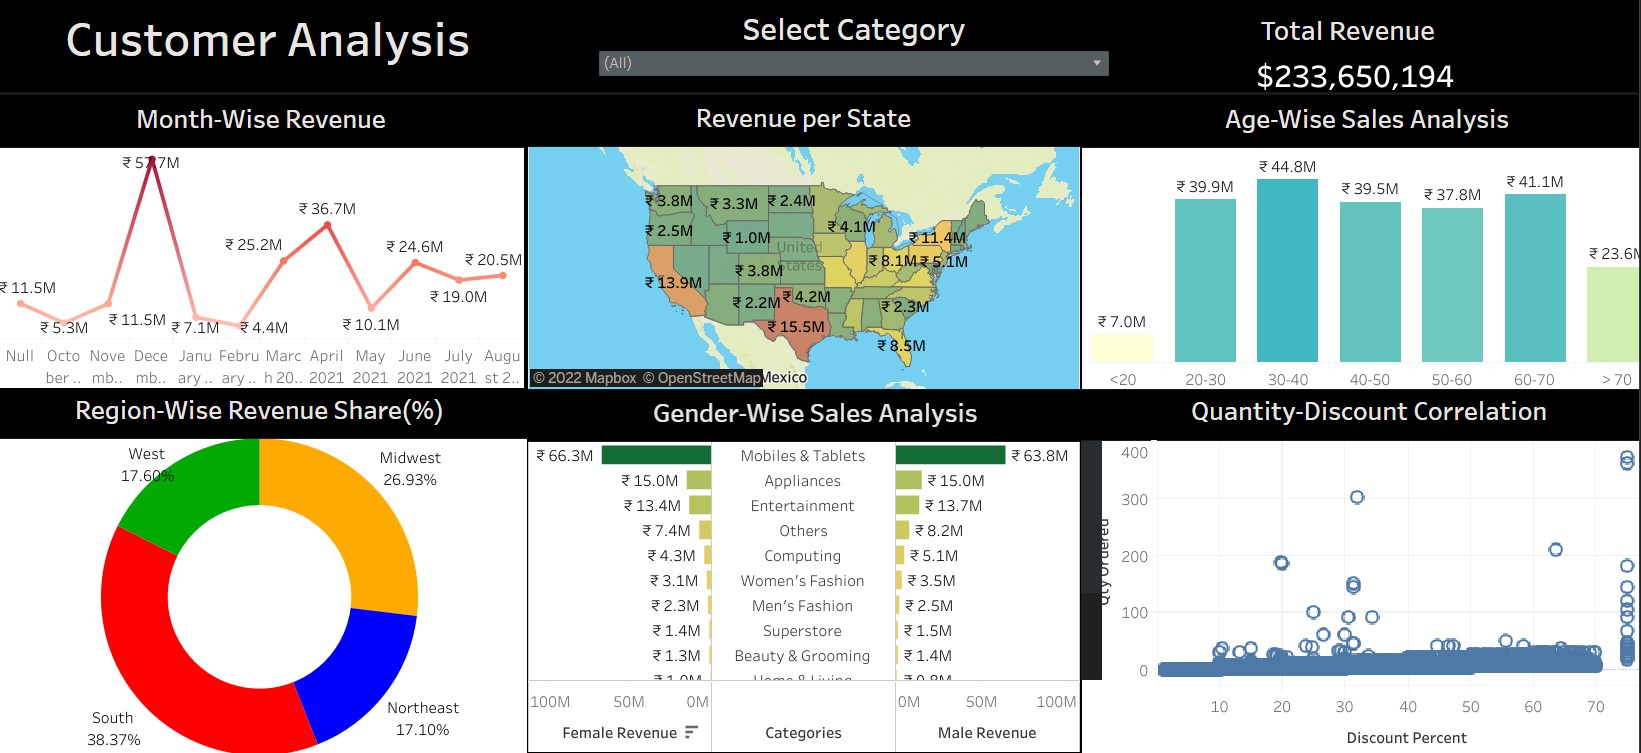 Customer Analysis
Select Category
(All)
Total Revenue
$233,650,194
Month-Wise Revenue
₹ 57.7M
₹ 36.7M
₹ 25.2M
₹ 24.6M
₹ 20.5M
₹ 11.5M
₹ 19.0M
₹ 5.3M
₹ 11.5M
₹ 7.1M
₹ 4.4M
₹ 10.1M
Null Octo Nove Dece Janu Febru Marc April May June July Augu
ber .. mb.. mb.. ary .. ary .. h 20.. 2021 2021 2021 2021 st 2..
Revenue per State
₹ 3.8M ₹ 3.3M ₹ 2.4M
₹ 2.5M ₹ 1.0M ₹ 4.1M ₹ 11.4M
United
States
₹ 3.8M ₹ 8.1M ₹ 5.1M
₹ 13.9M ₹ 2.2M ₹ 4.2M ₹ 2.3M
₹ 15.5M
₹ 8.5M
© 2022 Mapbox © OpenStreetMap Mexico
Age-Wise Sales Analysis
₹ 44.8M
₹ 39.9M ₹ 39.5M ₹ 37.8M ₹ 41.1M
₹ 23.6M
₹ 7.0M
<20 20-30 30-40 40-50 50-60 60-70 >70
Region-Wise Revenue Share(%)
West
17.60%
Midwest
26.93%
South
38.37%
Northeast
17.10%
Gender-Wise Sales Analysis
₹ 66.3M Mobiles & Tablets ₹ 63.8M
₹ 15.0M Appliances ₹ 15.0M
₹ 13.4M Entertainment ₹ 13.7M
₹ 7.4M Others ₹ 8.2M
₹ 4.3M Computing ₹ 5.1M
₹ 3.1M Women's Fashion ₹ 3.5M
₹ 2.3M Men's Fashion ₹ 2.5M
₹ 1.4M Superstore ₹ 1.5M
₹ 1.3M Beauty & Grooming ₹ 1.4M
₹ 1.0M Home & Living ₹ 0.8M
100M 50M 0M 0M 50M 100M
Female Revenue Categories Male Revenue
Quantity-Discount Correlation
Qty Ordered
400
300
200
100
0
10 20 30 40 50 60 70
Discount Percent